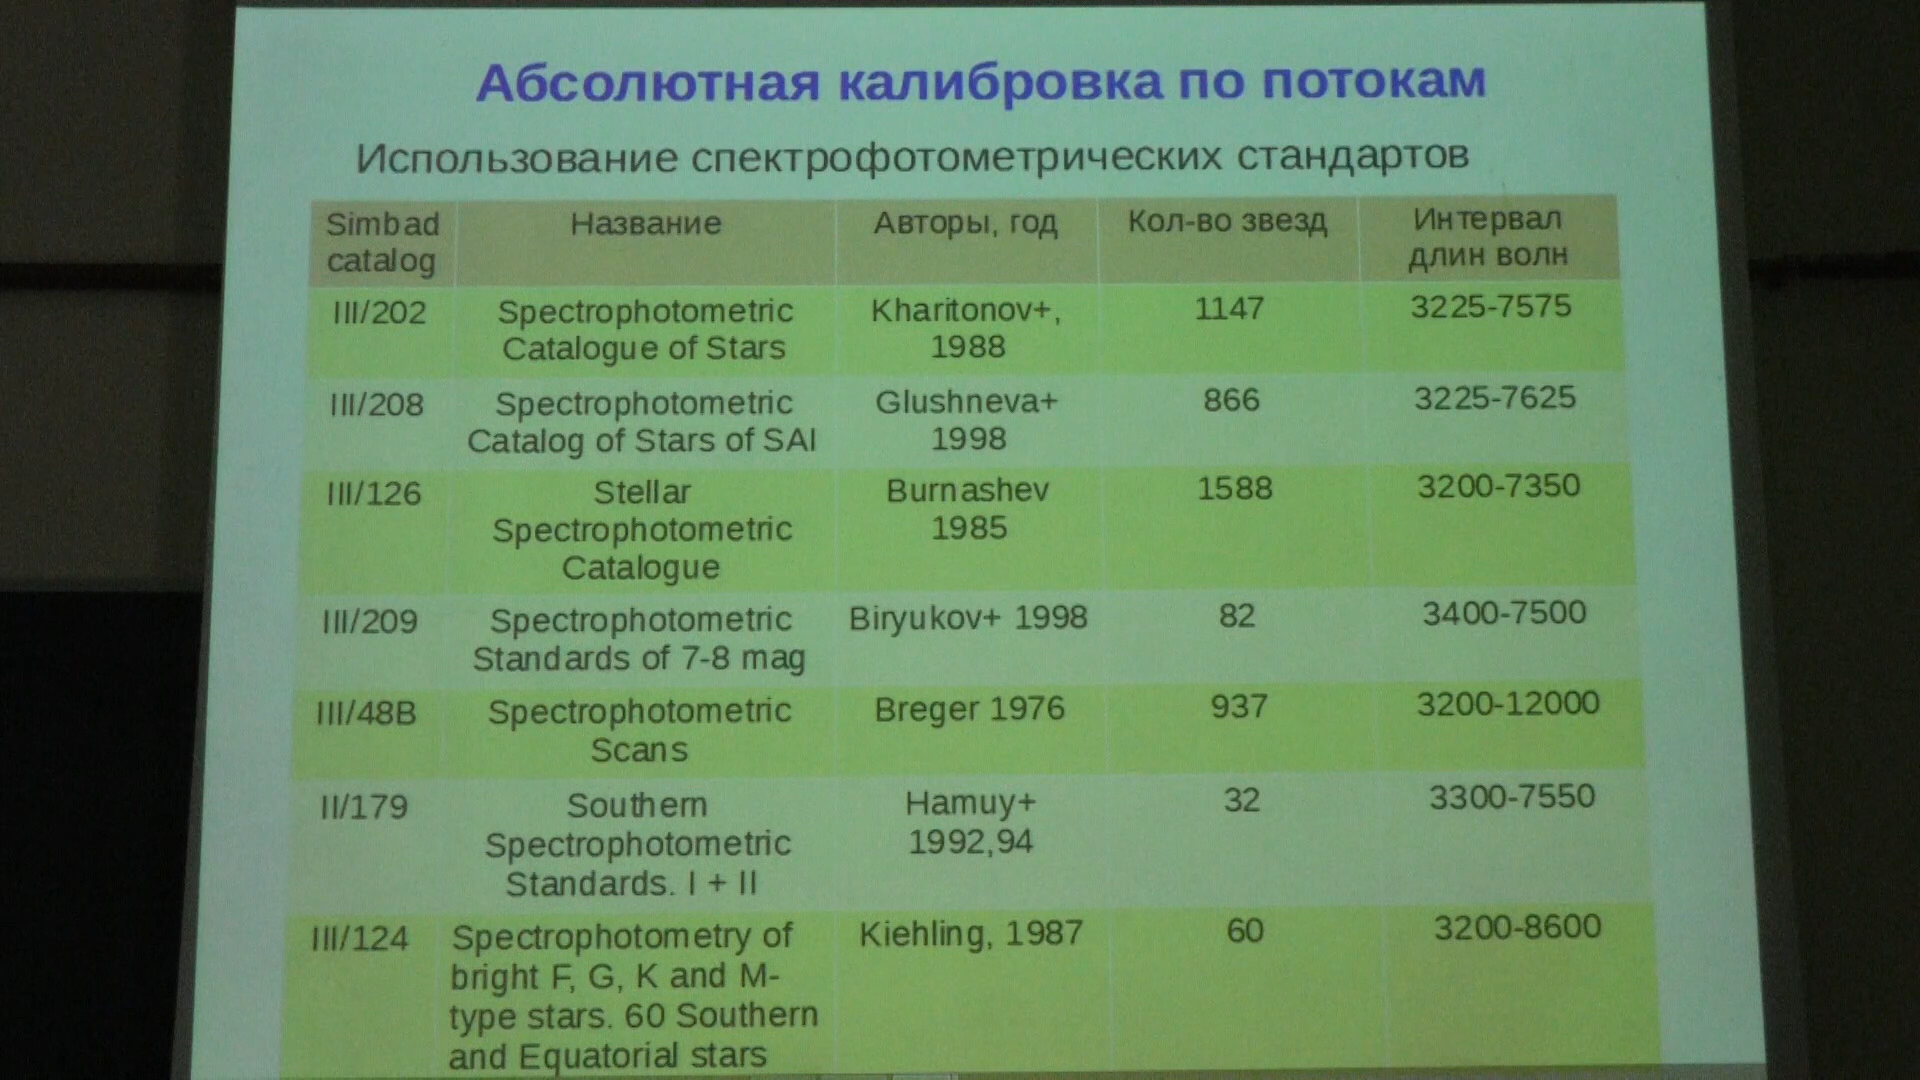 Абсолютная калибровка по потокам
Использование спектрофотометрических стандартов
Simbad catalog | Название | Авторы, год | Кол-во звезд | Интервал длин волн
III/202 | Spectrophotometric Catalogue of Stars | Kharitonov+, 1988 | 1147 | 3225-7575
III/208 | Spectrophotometric Catalog of Stars of SAI | Glushneva+ 1998 | 866 | 3225-7625
III/126 | Stellar Spectrophotometric Catalogue | Burnashev 1985 | 1588 | 3200-7350
III/209 | Spectrophotometric Standards of 7-8 mag | Biryukov+ 1998 | 82 | 3400-7500
III/48B | Spectrophotometric Scans | Breger 1976 | 937 | 3200-12000
II/179 | Southern Spectrophotometric Standards. I + II | Hamuy+ 1992,94 | 32 | 3300-7550
III/124 | Spectrophotometry of bright F, G, K and M-type stars. 60 Southern and Equatorial stars | Kiehling, 1987 | 60 | 3200-8600